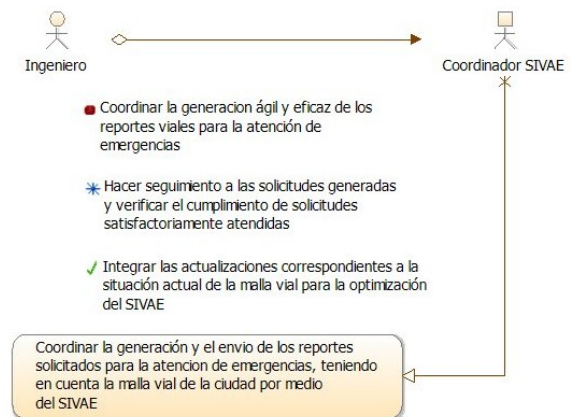 Ingeniero
Coordinador SIVAE
Coordinar la generacion ágil y eficaz de los
reportes viales para la atención de
emergencias
Hacer seguimiento a las solicitudes generadas
y verificar el cumplimiento de solicitudes
satisfactoriamente atendidas
Integrar las actualizaciones correspondientes a la
situación actual de la malla vial para la optimización
del SIVAE
Coordinar la generación y el envio de los reportes
solicitados para la atencion de emergencias, teniendo
en cuenta la malla vial de la ciudad por medio
del SIVAE